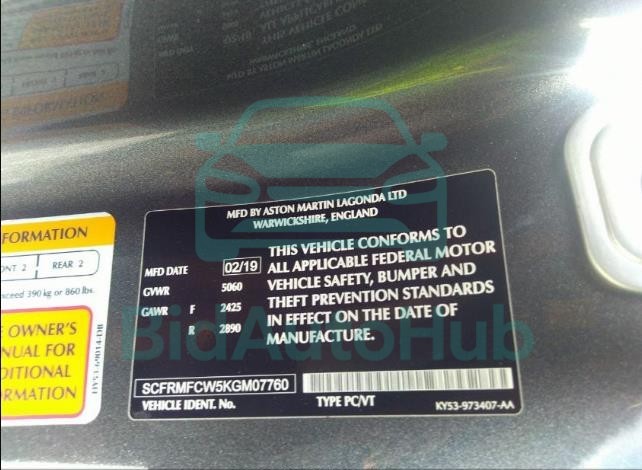 MFD BY ASTON MARTIN LAGONDA LTD
WARWICKSHIRE, ENGLAND
MFD DATE 02/19
GVWR 5060
GAWR F 2425
R 2890
THIS VEHICLE CONFORMS TO
ALL APPLICABLE FEDERAL MOTOR
VEHICLE SAFETY, BUMPER AND
THEFT PREVENTION STANDARDS
IN EFFECT ON THE DATE OF
MANUFACTURE.
SCFRMFCW5KGM07760
VEHICLE IDENT. No.
TYPE PC/VT
KY53-973407-AA
FORMATION
ONT 2 REAR 2
xceed 390 kg or 860 lbs.
OWNER'S
NUAL FOR
DITIONAL
ORMATION
BidAutoHub